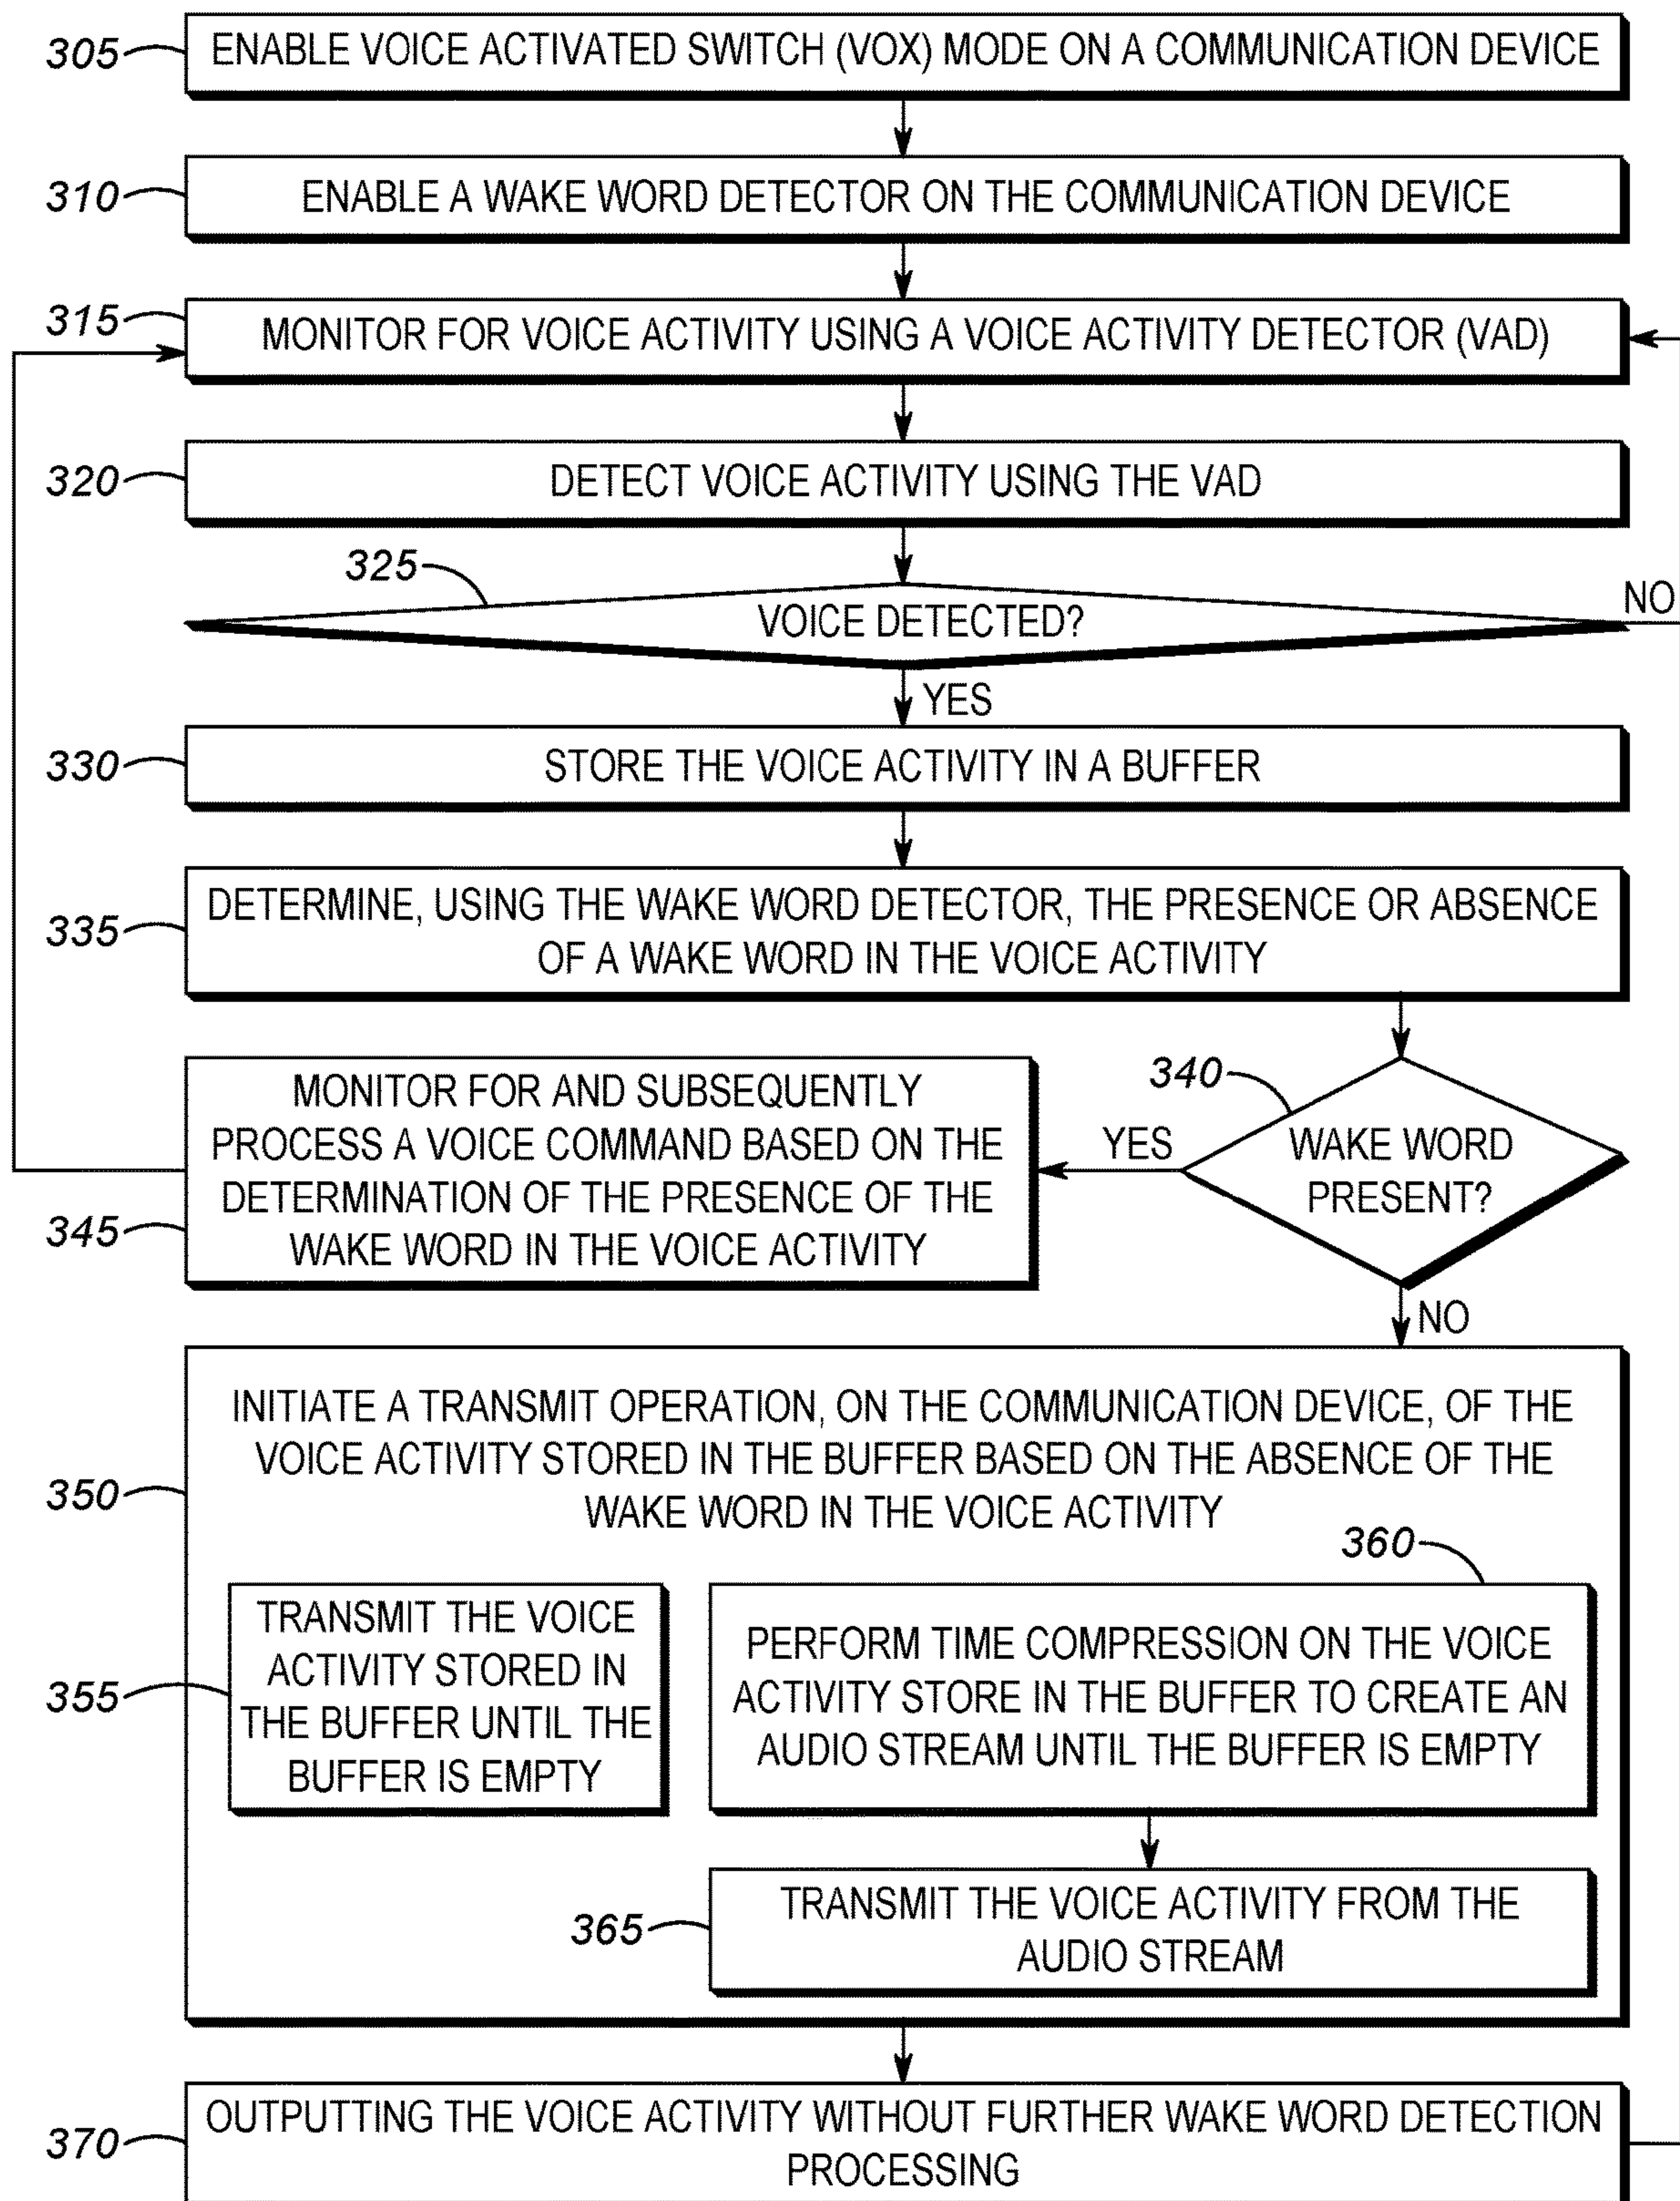 305
ENABLE VOICE ACTIVATED SWITCH (VOX) MODE ON A COMMUNICATION DEVICE
310
ENABLE A WAKE WORD DETECTOR ON THE COMMUNICATION DEVICE
315
MONITOR FOR VOICE ACTIVITY USING A VOICE ACTIVITY DETECTOR (VAD)
320
DETECT VOICE ACTIVITY USING THE VAD
325
VOICE DETECTED?
NO
YES
330
STORE THE VOICE ACTIVITY IN A BUFFER
335
DETERMINE, USING THE WAKE WORD DETECTOR, THE PRESENCE OR ABSENCE
OF A WAKE WORD IN THE VOICE ACTIVITY
340
WAKE WORD
PRESENT?
YES
345
MONITOR FOR AND SUBSEQUENTLY
PROCESS A VOICE COMMAND BASED ON THE
DETERMINATION OF THE PRESENCE OF THE
WAKE WORD IN THE VOICE ACTIVITY
NO
350
INITIATE A TRANSMIT OPERATION, ON THE COMMUNICATION DEVICE, OF THE
VOICE ACTIVITY STORED IN THE BUFFER BASED ON THE ABSENCE OF THE
WAKE WORD IN THE VOICE ACTIVITY
355
TRANSMIT THE VOICE
ACTIVITY STORED IN
THE BUFFER UNTIL THE
BUFFER IS EMPTY
360
PERFORM TIME COMPRESSION ON THE VOICE
ACTIVITY STORE IN THE BUFFER TO CREATE AN
AUDIO STREAM UNTIL THE BUFFER IS EMPTY
365
TRANSMIT THE VOICE ACTIVITY FROM THE
AUDIO STREAM
370
OUTPUTTING THE VOICE ACTIVITY WITHOUT FURTHER WAKE WORD DETECTION
PROCESSING